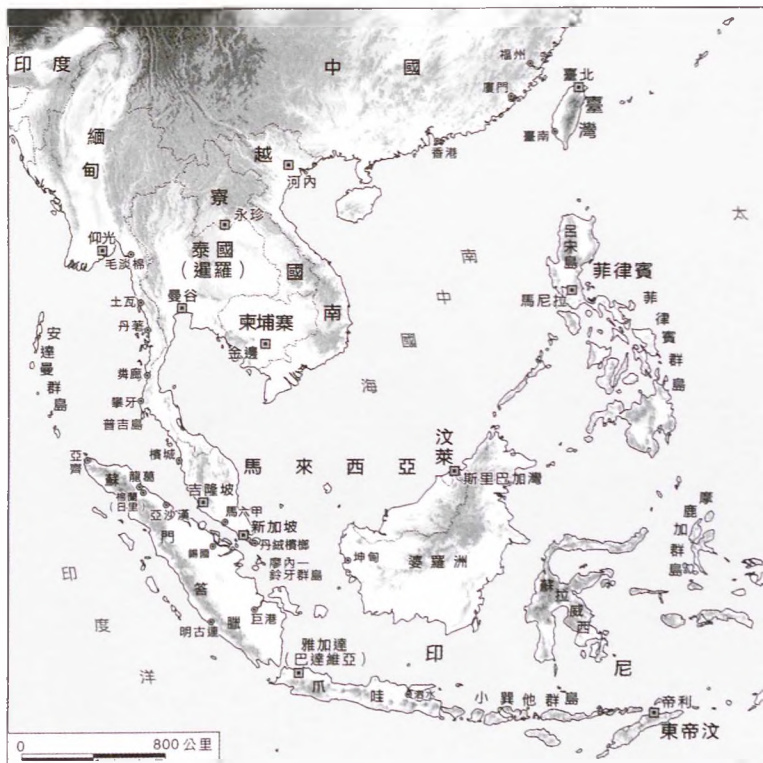 印度
中國
福州
廈門
臺北
臺灣
臺南
香港
緬甸
越
河內
寮
永珍
仰光
毛淡棉
泰國
(暹羅)
國
南
太
南中國海
呂宋島
菲律賓
馬尼拉
菲律賓群島
土瓦
曼谷
丹荖
柬埔寨
金邊
安達曼群島
攀牙
普吉島
亞齊
檳城
馬來西亞
汶萊
斯里巴加灣
蘇門答臘
龍葛
棉蘭
(日里)
吉隆坡
亞沙漢
馬六甲
新加坡
丹絨檳榔
廖內—
鈴牙群島
坤甸
婆羅洲
摩鹿加群島
蘇拉威西
印度洋
巨港
明古連
雅加達
(巴達維亞)
印
尼
爪哇
泗水
小巽他群島
帝利
東帝汶
0 800公里